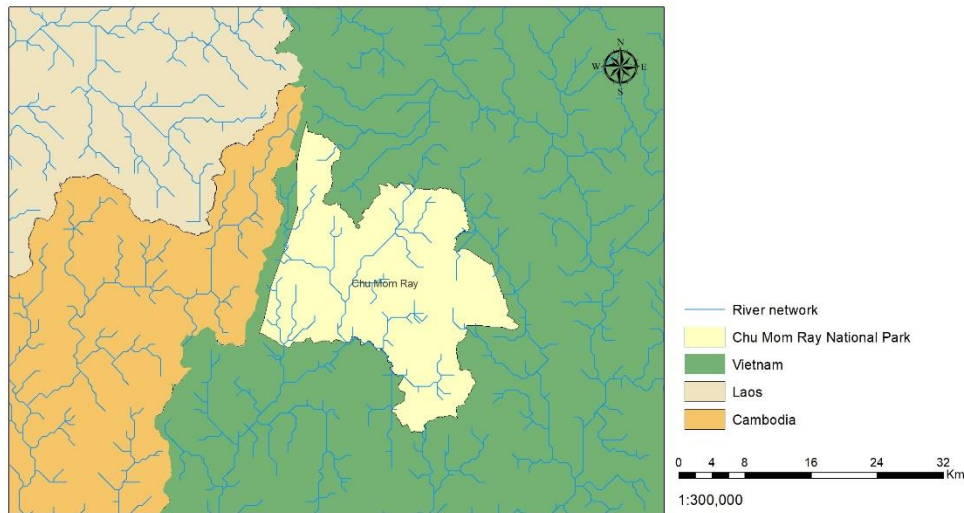 N
W E
S
Chu Mom Ray
River network
Chu Mom Ray National Park
Vietnam
Laos
Cambodia
0 2 4 8 16 24 32
Km
1:300,000